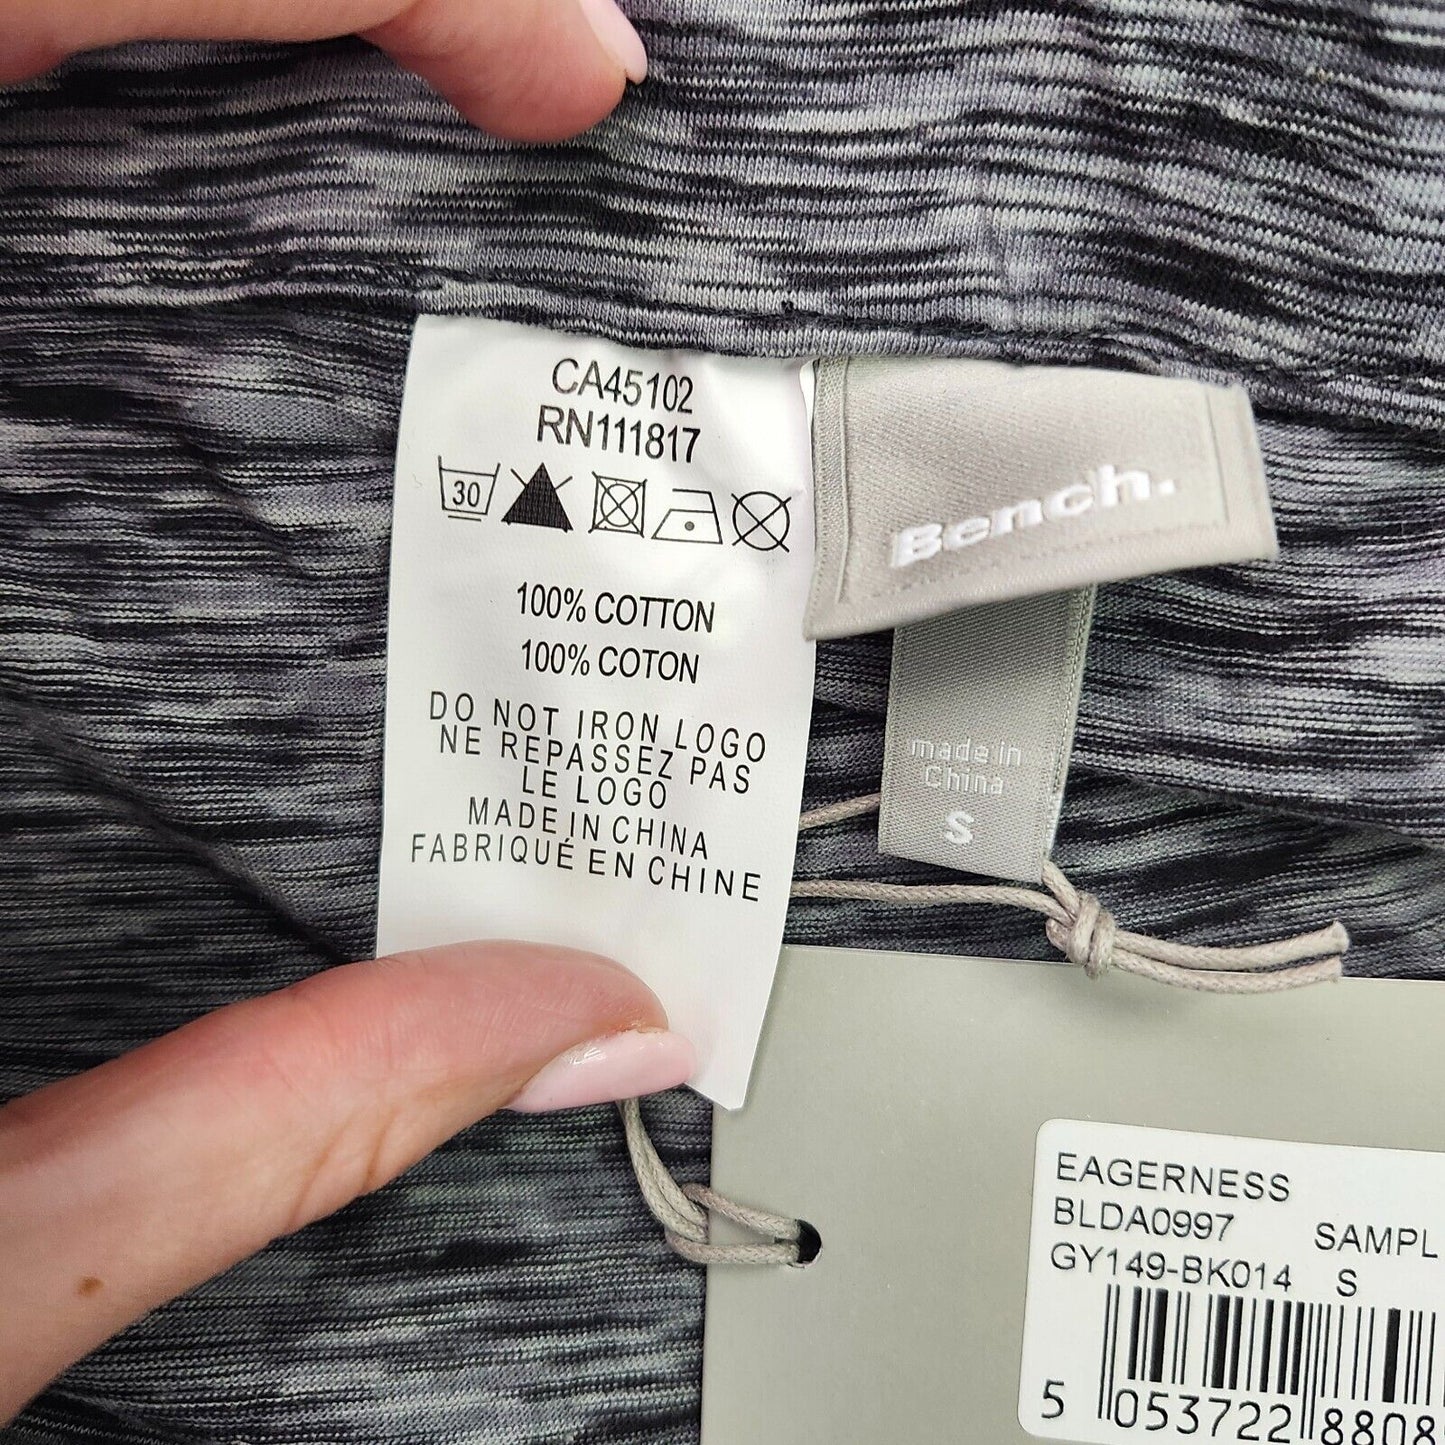 CA45102
RN111817
30
100% COTTON
100% COTON
DO NOT IRON LOGO
NE REPASSEZ PAS
LE LOGO
MADE IN CHINA
FABRIQUÉ EN CHINE
Bench.
made in
China
S
EAGERNESS
BLDA0997 SAMPL
GY149-BK014 S
5 053722 8808